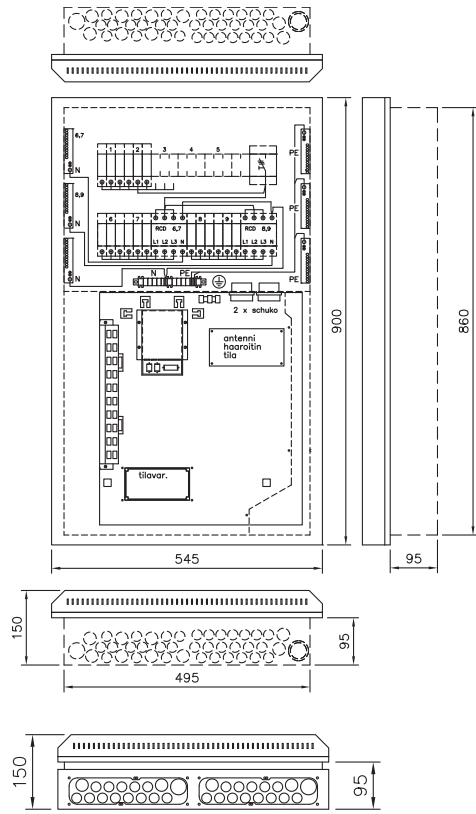 6,7
1 2 3 4 5
PE
N
8,9
6 7 RCD 6,7 8 9 RCD 8,9
PE
L1 L2 L3 N L1 L2 L3 N
N
N PE
PE
2 x schuko
antenni
haaroitin
tila
tilavar.
900
860
545
95
150
95
495
150
95